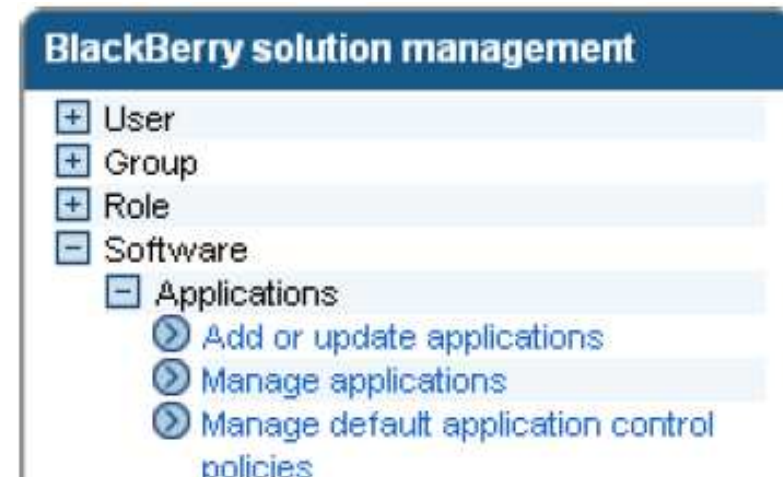 BlackBerry solution management
User
Group
Role
Software
Applications
Add or update applications
Manage applications
Manage default application control
policies